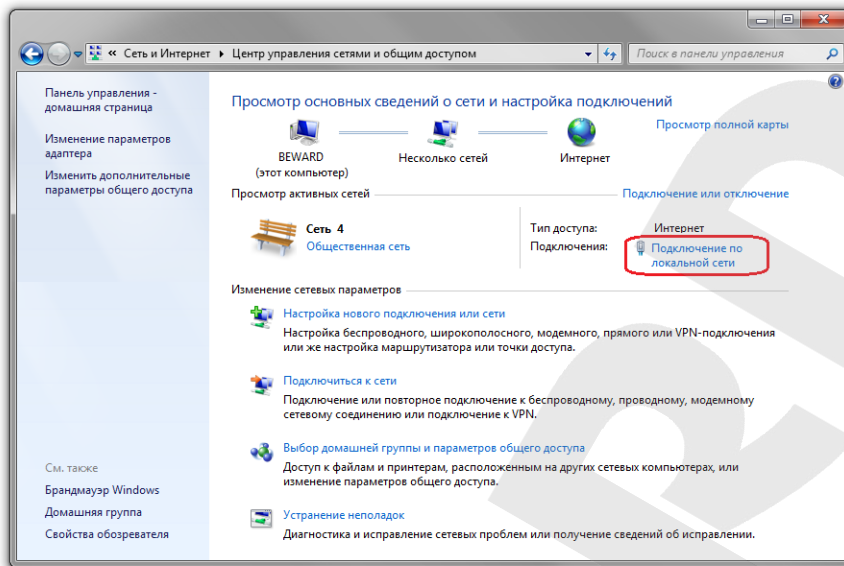 « Сеть и Интернет ▸ Центр управления сетями и общим доступом
Поиск в панели управления
Панель управления -
домашняя страница
Изменение параметров
адаптера
Изменить дополнительные
параметры общего доступа
Просмотр основных сведений о сети и настройка подключений
Просмотр полной карты
BEWARD
(этот компьютер)
Несколько сетей
Интернет
Просмотр активных сетей
Подключение или отключение
Сеть 4
Общественная сеть
Тип доступа: Интернет
Подключения: Подключение по
локальной сети
Изменение сетевых параметров
Настройка нового подключения или сети
Настройка беспроводного, широкополосного, модемного, прямого или VPN-подключения
или же настройка маршрутизатора или точки доступа.
Подключиться к сети
Подключение или повторное подключение к беспроводному, проводному, модемному
сетевому соединению или подключение к VPN.
Выбор домашней группы и параметров общего доступа
Доступ к файлам и принтерам, расположенным на других сетевых компьютерах, или
изменение параметров общего доступа.
Устранение неполадок
Диагностика и исправление сетевых проблем или получение сведений об исправлении.
См. также
Брандмауэр Windows
Домашняя группа
Свойства обозревателя